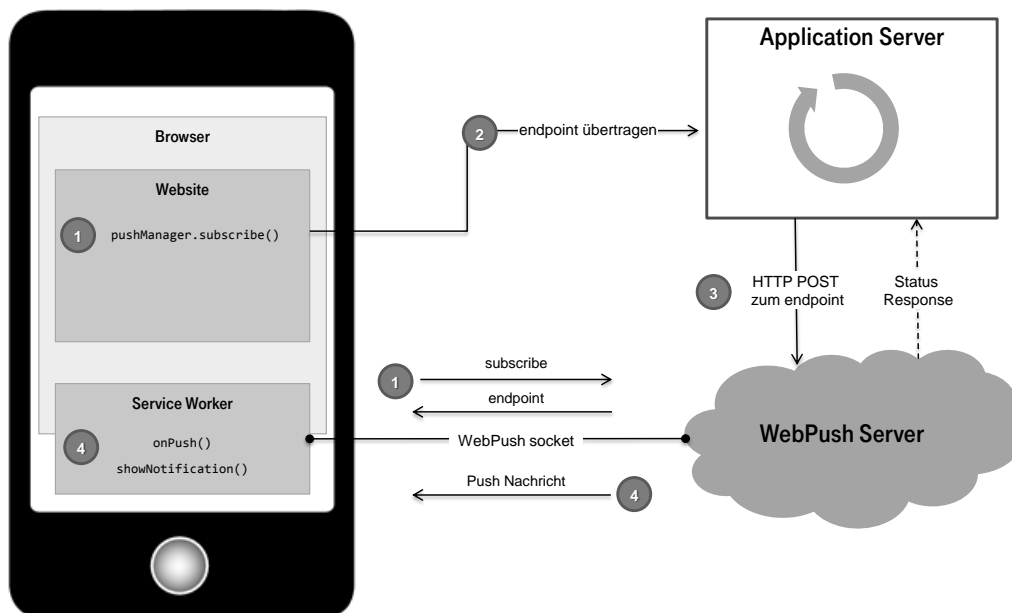 Application Server
Browser
2
endpoint übertragen
Website
1
pushManager.subscribe()
3
HTTP POST
zum endpoint
Status
Response
subscribe
1
endpoint
Service Worker
4
onPush()
showNotification()
WebPush socket
WebPush Server
Push Nachricht
4